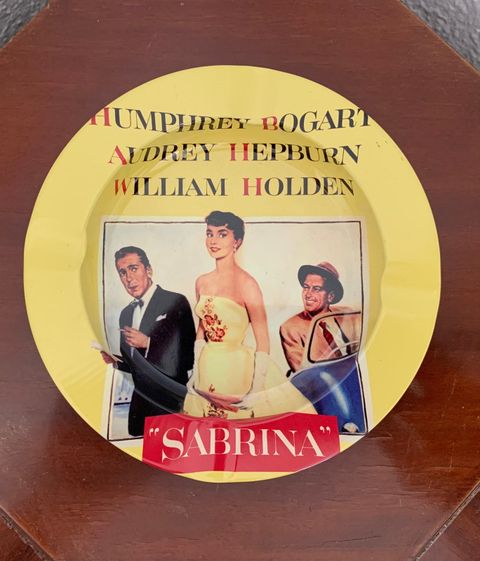 HUMPHREY BOGART
AUDREY HEPBURN
WILLIAM HOLDEN
"SABRINA"